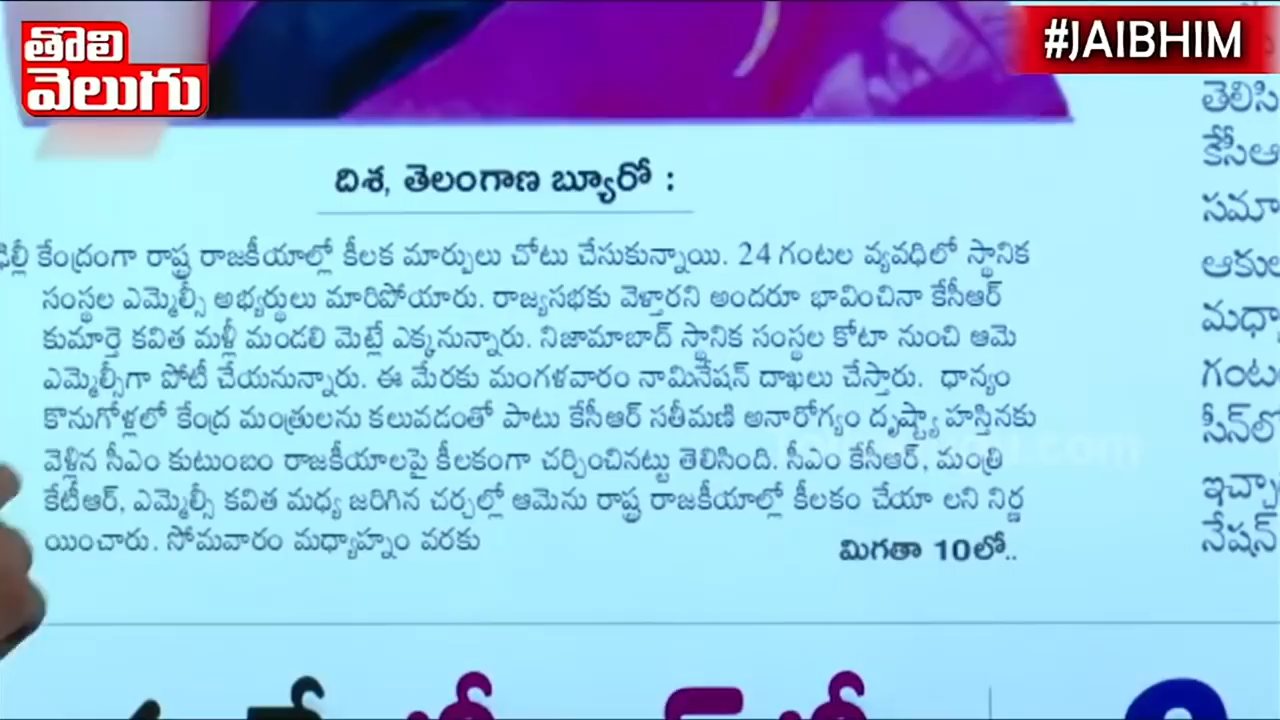 తొలి
వెలుగు
#JAIBHIM
దిశ, తెలంగాణ బ్యూరో :
కేంద్రంగా రాష్ట్ర రాజకీయాల్లో కీలక మార్పులు చోటు చేసుకున్నాయి. 24 గంటల వ్యవధిలో స్థానిక
సంస్థల ఎమ్మెల్సీ అభ్యర్థులు మారిపోయారు. రాజ్యసభకు వెళ్తారని అందరూ భావించినా కేసీఆర్
కుమార్తె కవిత మళ్లీ మండలి మెట్లే ఎక్కనున్నారు. నిజామాబాద్ స్థానిక సంస్థల కోటా నుంచి ఆమె
ఎమ్మెల్సీగా పోటీ చేయనున్నారు. ఈ మేరకు మంగళవారం నామినేషన్ దాఖలు చేస్తారు. ధాన్యం
కొనుగోళ్లలో కేంద్ర మంత్రులను కలువడంతో పాటు కేసీఆర్ సతీమణి అనారోగ్యం దృష్ట్యా హస్తినకు
వెళ్లిన సీఎం కుటుంబం రాజకీయాలపై కీలకంగా చర్చించినట్టు తెలిసింది. సీఎం కేసీఆర్, మంత్రి
కేటీఆర్, ఎమ్మెల్సీ కవిత మధ్య జరిగిన చర్చల్లో ఆమెను రాష్ట్ర రాజకీయాల్లో కీలకం చేయా లని నిర్ణ
యించారు. సోమవారం మధ్యాహ్నం వరకు
మిగతా 10లో..
తెలిసి
కేసీఆ
సమా
ఆకుల
మధ్యా
గంట
సీన్‌లో
ఇచ్చా
నేషన్